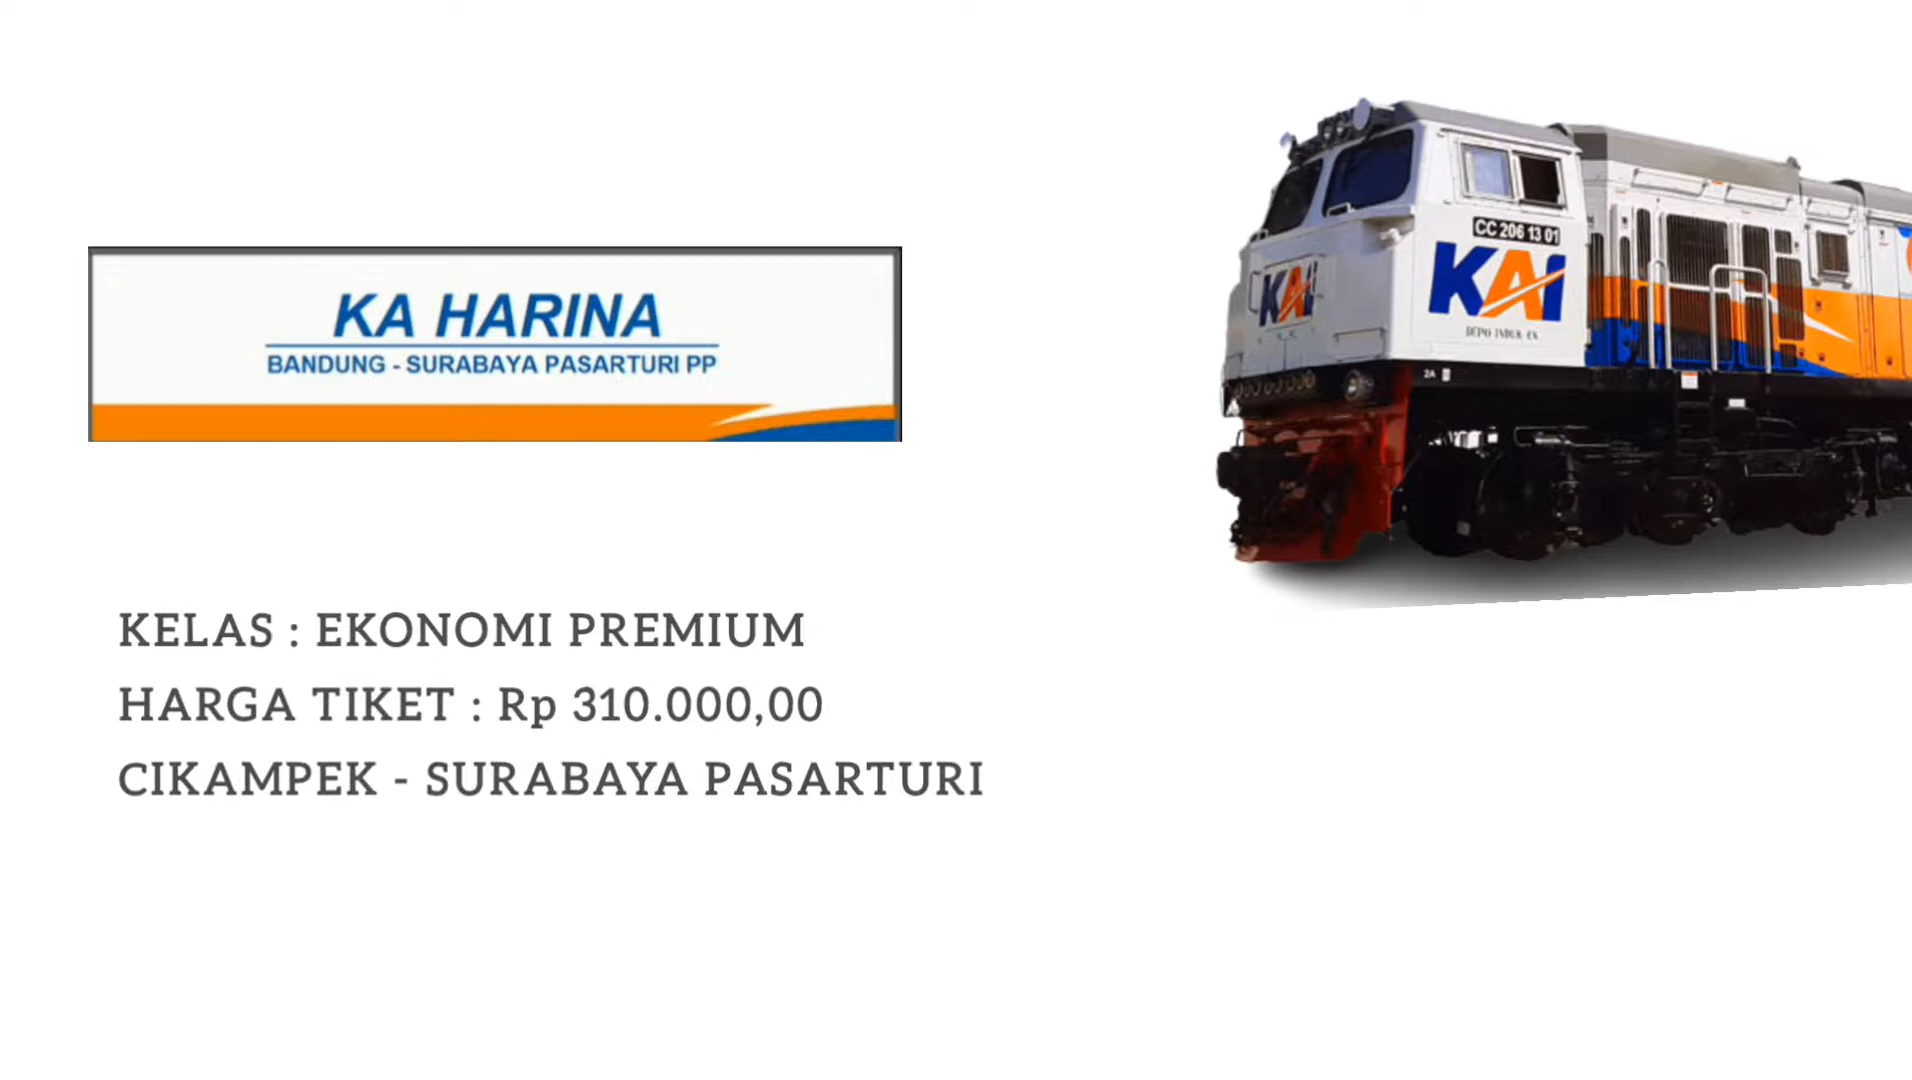 KA HARINA
BANDUNG - SURABAYA PASARTURI PP
KELAS : EKONOMI PREMIUM
HARGA TIKET : Rp 310.000,00
CIKAMPEK - SURABAYA PASARTURI
CC 206 13 01
KAI
KAI
2A